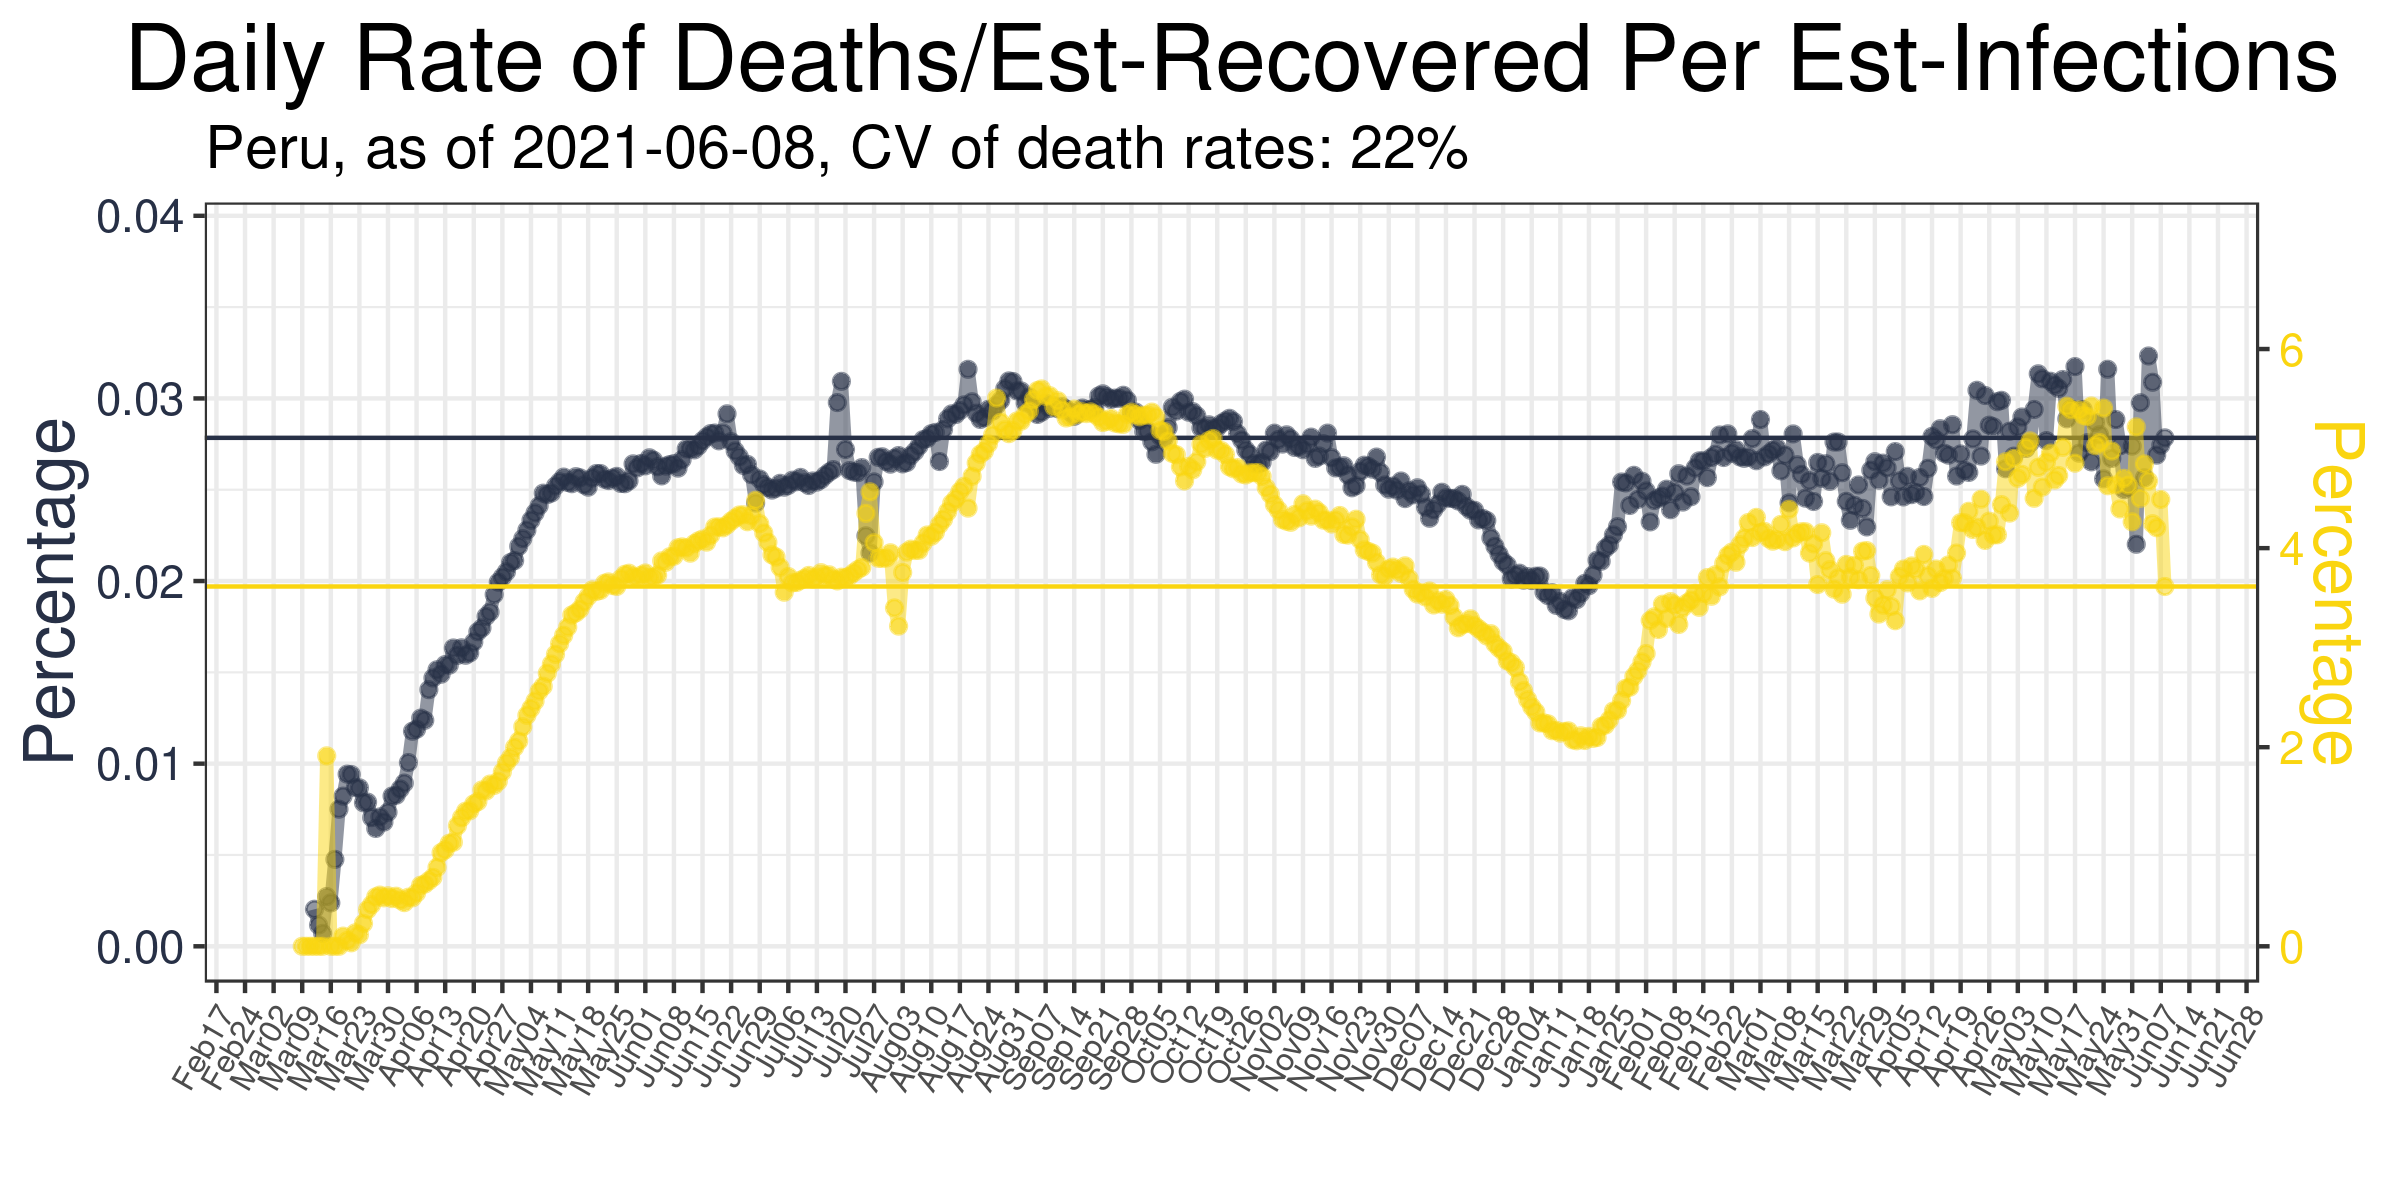 Daily Rate of Deaths/Est-Recovered Per Est-Infections
Peru, as of 2021-06-08, CV of death rates: 22%
Percentage
0.04
0.03
0.02
0.01
0.00
6
4
2
0
Percentage
Feb17
Feb24
Mar02
Mar09
Mar16
Mar23
Mar30
Apr06
Apr13
Apr20
Apr27
May04
May11
May18
May25
Jun01
Jun08
Jun15
Jun22
Jun29
Jul06
Jul13
Jul20
Jul27
Aug03
Aug10
Aug17
Aug24
Aug31
Sep07
Sep14
Sep21
Sep28
Oct05
Oct12
Oct19
Oct26
Nov02
Nov09
Nov16
Nov23
Nov30
Dec07
Dec14
Dec21
Dec28
Jan04
Jan11
Jan18
Jan25
Feb01
Feb08
Feb15
Feb22
Mar01
Mar08
Mar15
Mar22
Mar29
Apr05
Apr12
Apr19
Apr26
May03
May10
May17
May24
May31
Jun07
Jun14
Jun21
Jun28